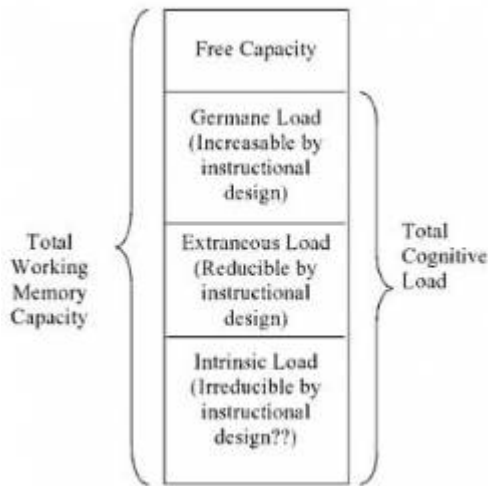 Free Capacity
Germane Load
(Increasable by
instructional
design)
Extraneous Load
(Reducible by
instructional
design)
Intrinsic Load
(Irreducible by
instructional
design??)
Total
Working
Memory
Capacity
Total
Cognitive
Load